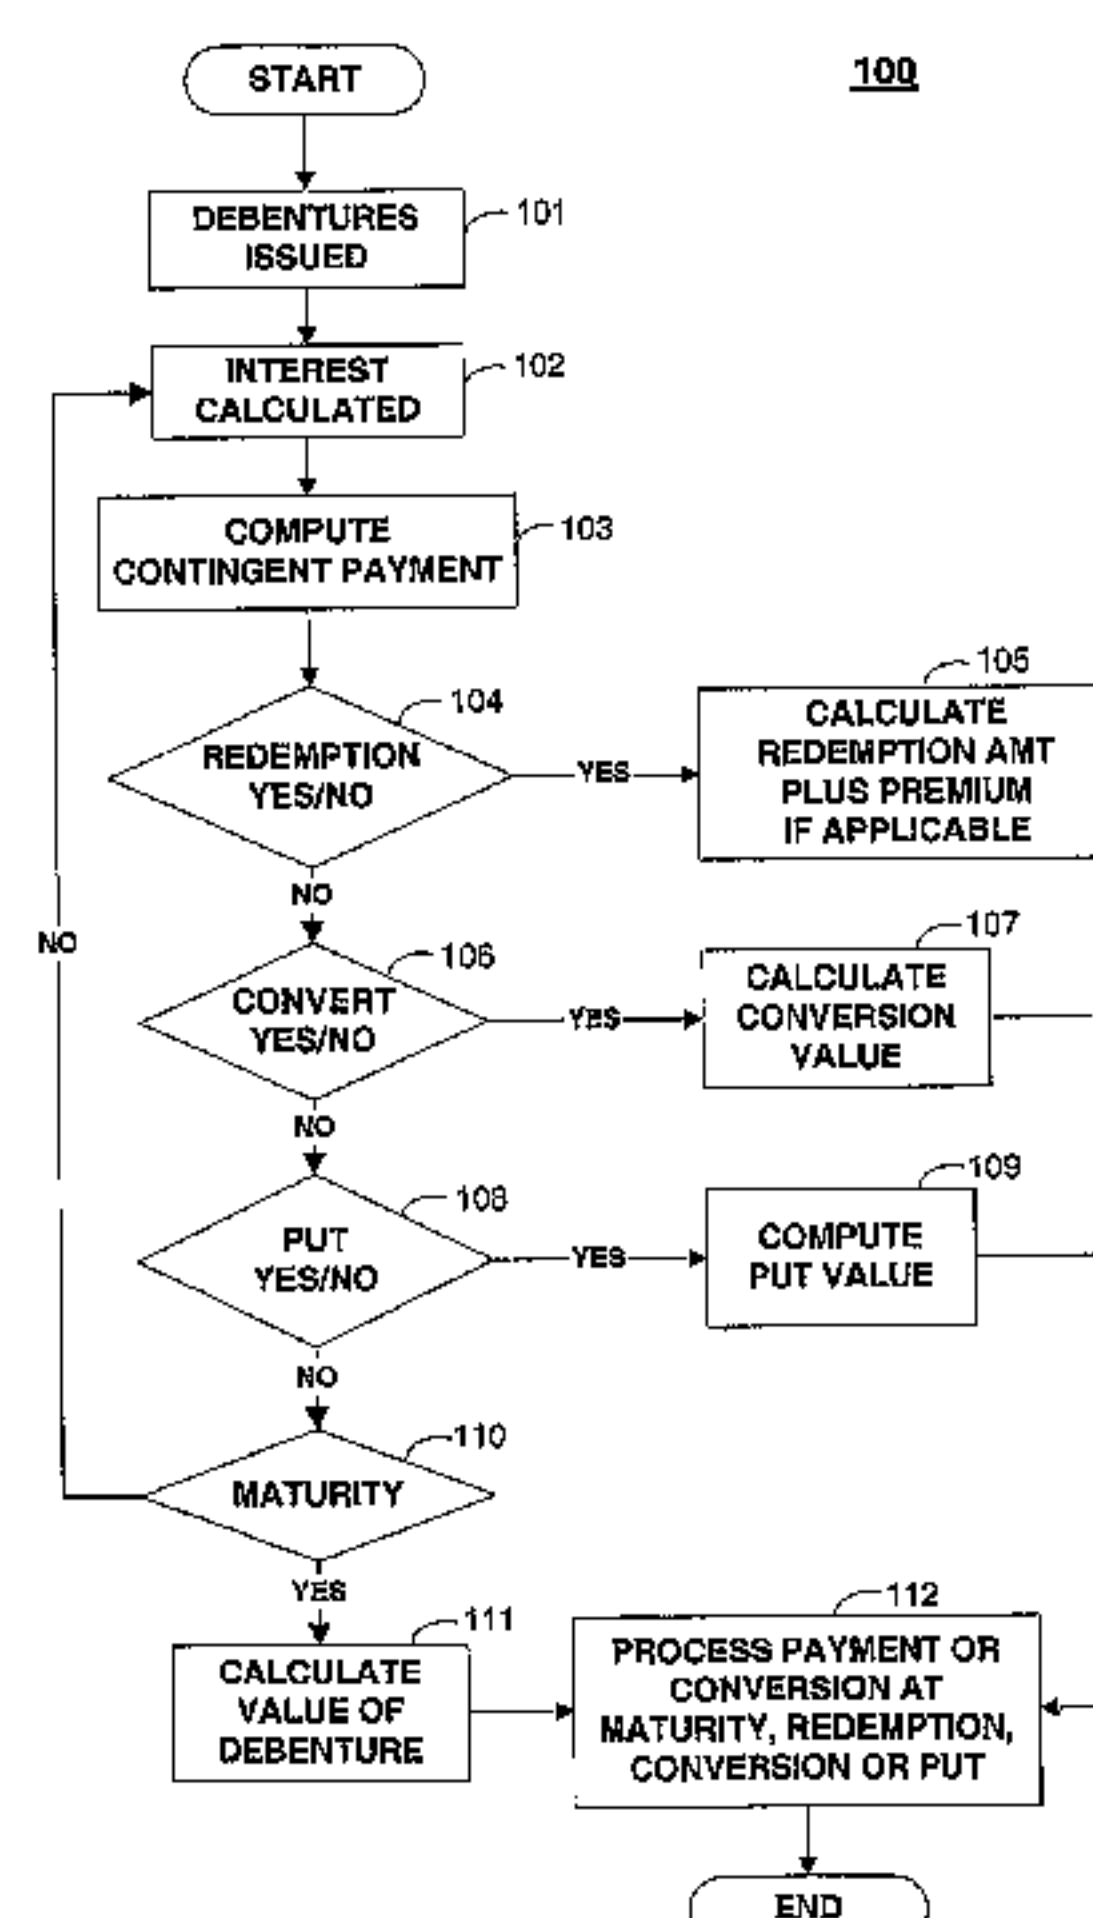 START
100
DEBENTURES
ISSUED
101
INTEREST
CALCULATED
102
COMPUTE
CONTINGENT PAYMENT
103
REDEMPTION
YES/NO
104
YES
CALCULATE
REDEMPTION AMT
PLUS PREMIUM
IF APPLICABLE
105
NO
NO
CONVERT
YES/NO
106
YES
CALCULATE
CONVERSION
VALUE
107
NO
PUT
YES/NO
108
YES
COMPUTE
PUT VALUE
109
NO
MATURITY
110
YES
CALCULATE
VALUE OF
DEBENTURE
111
PROCESS PAYMENT OR
CONVERSION AT
MATURITY, REDEMPTION,
CONVERSION OR PUT
112
END